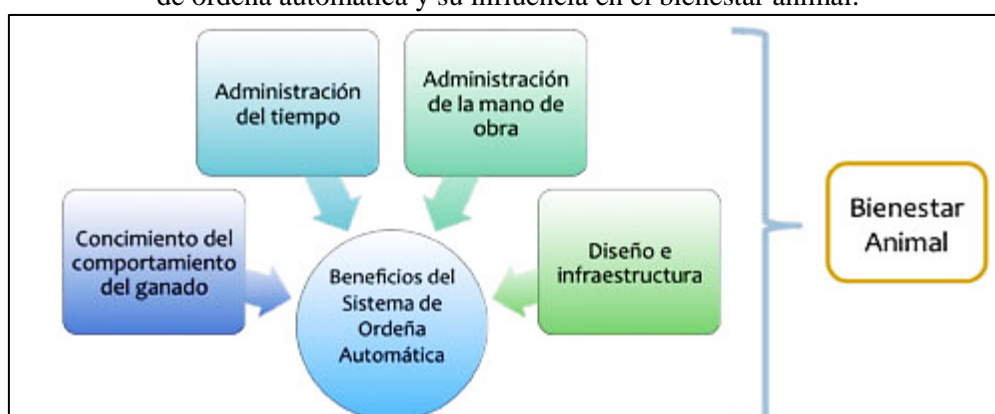 de ordeña automática y su influencia en el bienestar animal.
Administración
del tiempo
Administración
de la mano de
obra
Concimiento del
comportamiento
del ganado
Beneficios del
Sistema de
Ordeña
Automática
Diseño e
infraestructura
Bienestar
Animal